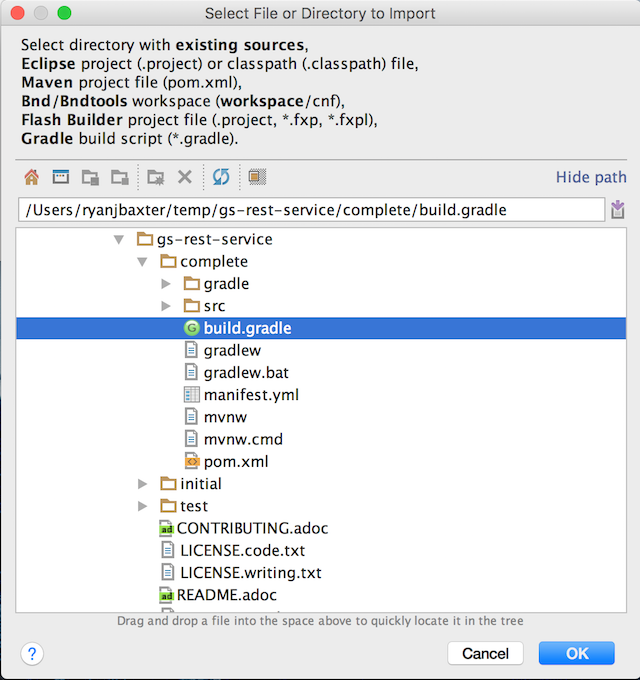 Select File or Directory to Import
Select directory with existing sources,
Eclipse project (.project) or classpath (.classpath) file,
Maven project file (pom.xml),
Bnd/Bndtools workspace (workspace/cnf),
Flash Builder project file (.project, *.fxp, *.fxpl),
Gradle build script (*.gradle).
Hide path
/Users/ryanjbaxter/temp/gs-rest-service/complete/build.gradle
gs-rest-service
complete
gradle
src
G build.gradle
gradlew
gradlew.bat
manifest.yml
mvnw
mvnw.cmd
pom.xml
initial
test
ad CONTRIBUTING.adoc
LICENSE.code.txt
LICENSE.writing.txt
ad README.adoc
Drag and drop a file into the space above to quickly locate it in the tree
? Cancel OK